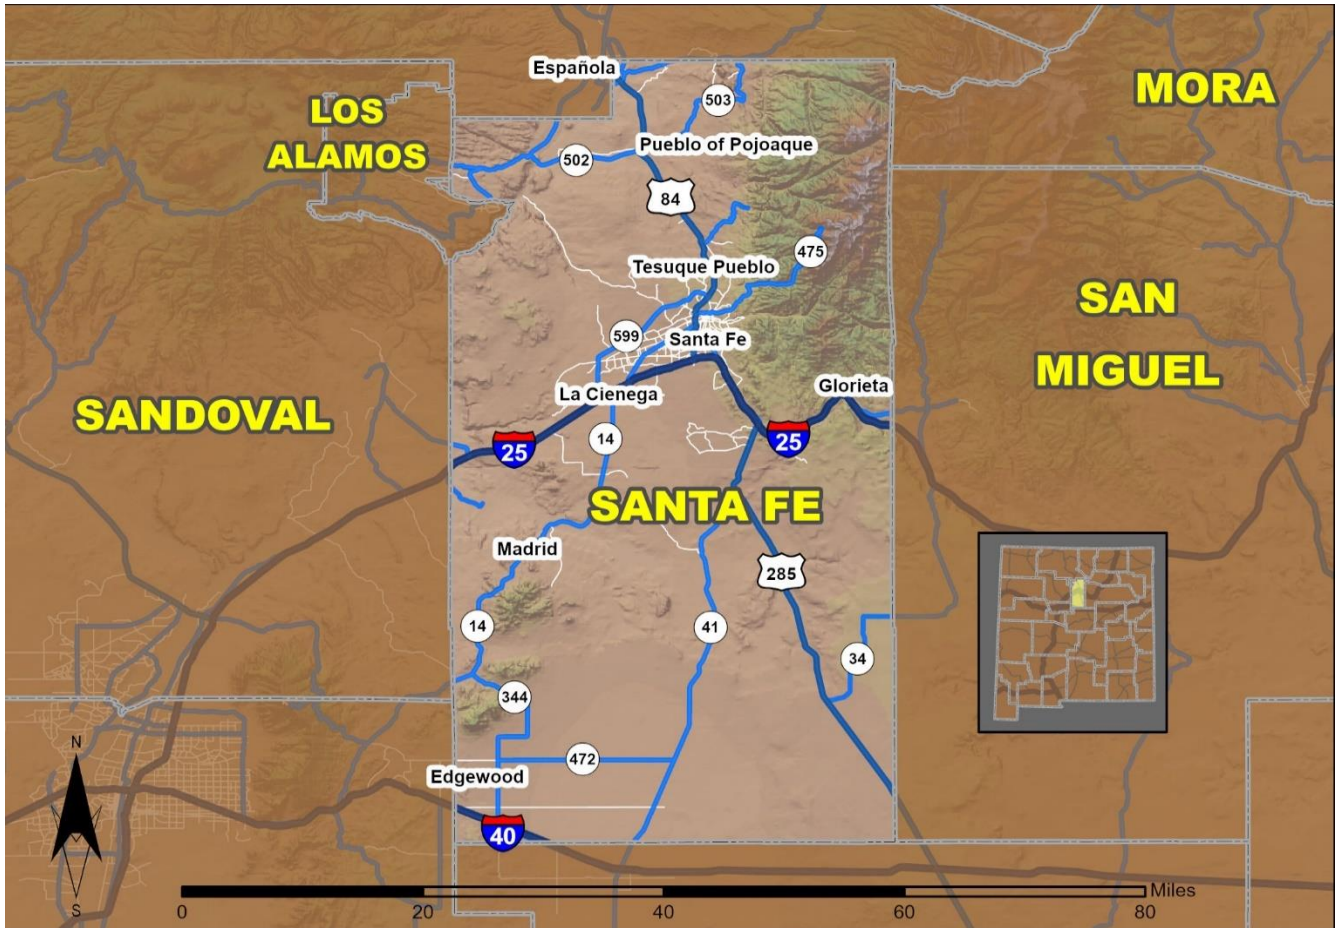 Española
MORA
LOS
ALAMOS
503
Pueblo of Pojoaque
502
84
475
Tesuque Pueblo
SAN
MIGUEL
599
Santa Fe
Glorieta
La Cienega
SANDOVAL
14
25
25
SANTA FE
Madrid
285
14
41
34
344
N
472
Edgewood
40
S
Miles
0
20
40
60
80